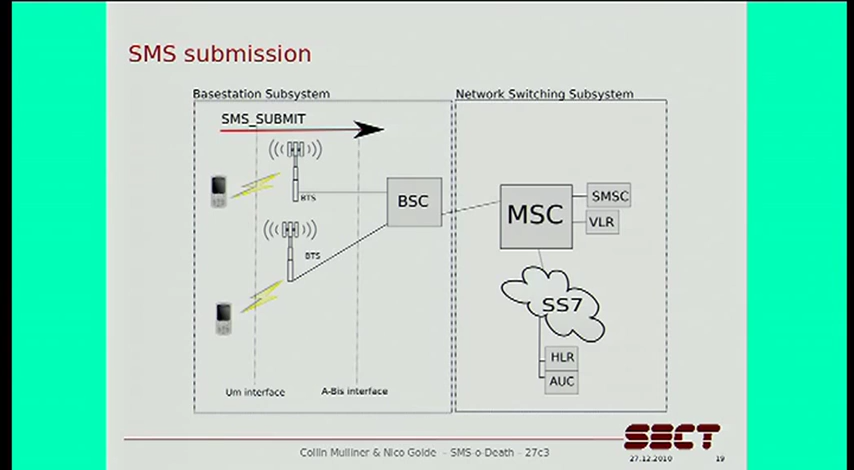 SMS submission
Basestation Subsystem
Network Switching Subsystem
SMS_SUBMIT
BTS
BSC
MSC
SMSC
VLR
BTS
SS7
HLR
AUC
Um interface
A-Bis interface
SECT
Collin Mulliner & Nico Golde - SMS-o-Death - 27c3
27.12.2010
19